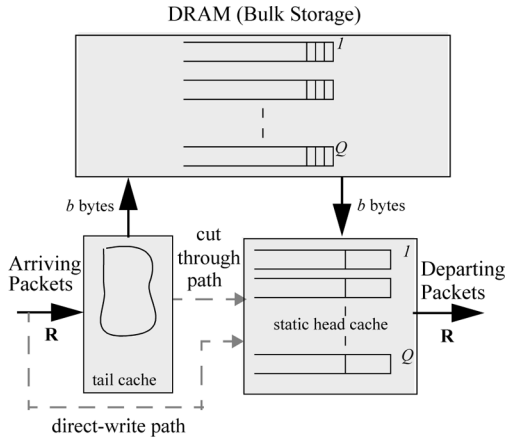 DRAM (Bulk Storage)
1
Q
b bytes
b bytes
cut
through
path
Arriving
Packets
R
tail cache
1
static head cache
Q
Departing
Packets
R
direct-write path